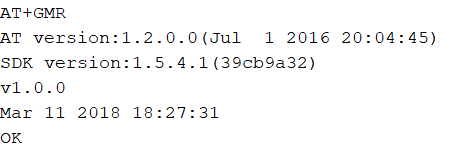 AT+GMR
AT version:1.2.0.0(Jul  1 2016 20:04:45)
SDK version:1.5.4.1(39cb9a32)
v1.0.0
Mar 11 2018 18:27:31
OK